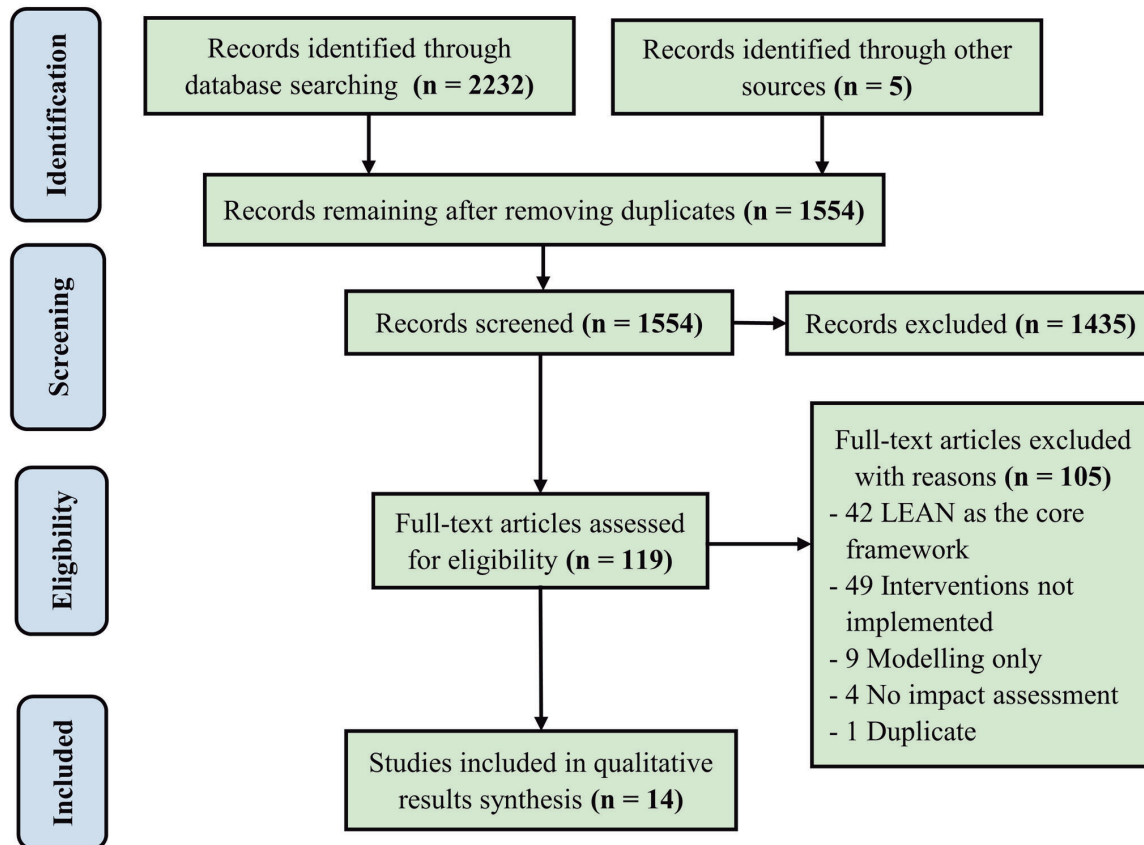 Identification
Records identified through
database searching (n = 2232)
Records identified through other
sources (n = 5)
Records remaining after removing duplicates (n = 1554)
Screening
Records screened (n = 1554)
Records excluded (n = 1435)
Eligibility
Full-text articles assessed
for eligibility (n = 119)
Full-text articles excluded
with reasons (n = 105)
- 42 LEAN as the core
framework
- 49 Interventions not
implemented
- 9 Modelling only
- 4 No impact assessment
- 1 Duplicate
Included
Studies included in qualitative
results synthesis (n = 14)